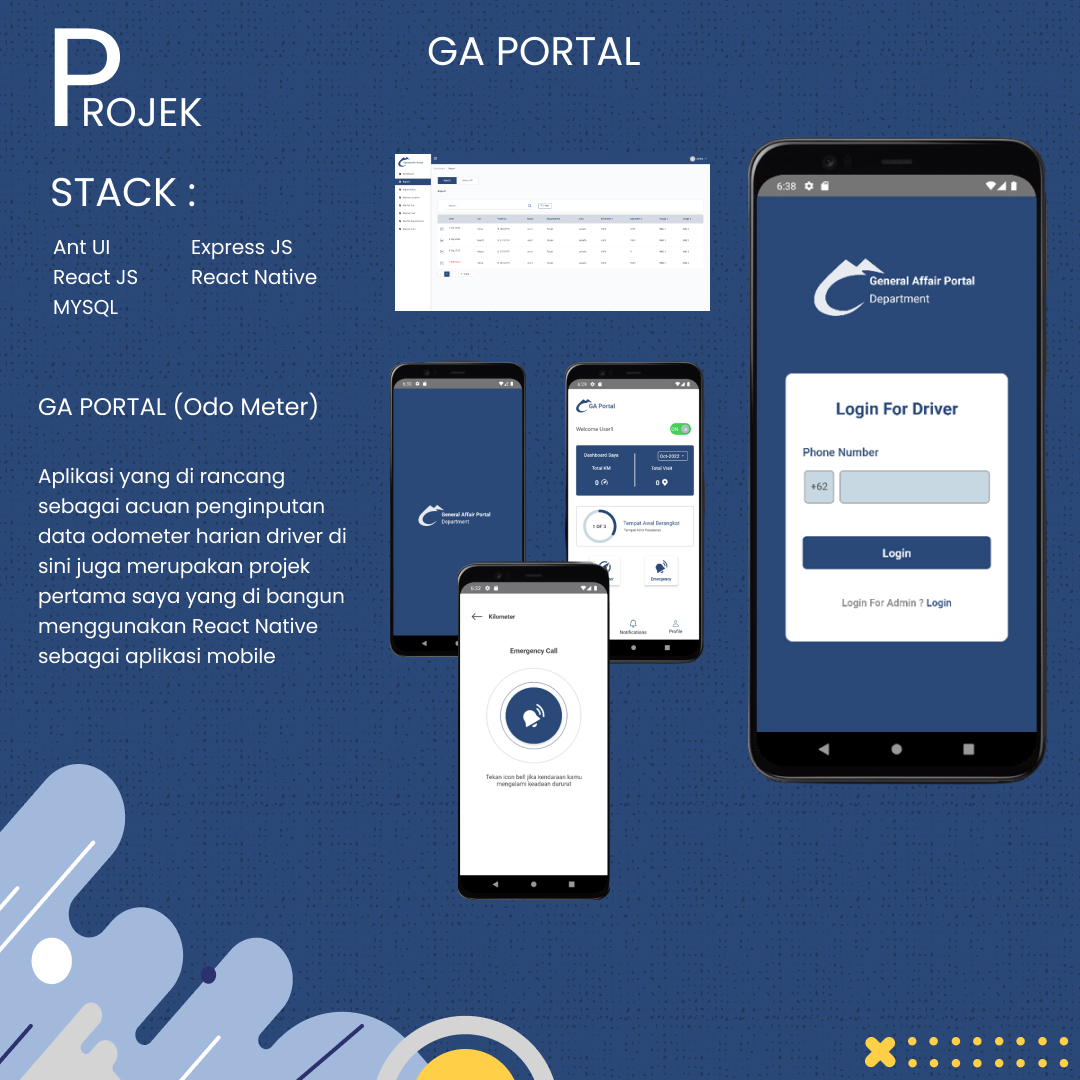 PROJEK
GA PORTAL
STACK :
Ant UI
Express JS
React JS
React Native
MYSQL
GA PORTAL (Odo Meter)
Aplikasi yang di rancang
sebagai acuan penginputan
data odometer harian driver di
sini juga merupakan projek
pertama saya yang di bangun
menggunakan React Native
sebagai aplikasi mobile
General Affair Portal
Department
6:29
GA Portal
Welcome User1
ON
Dashboard Saya
Oct-2022
Total KM
Total Visit
0
0
1 OF 3
Tempat Awal Berangkat
Emergency
Notifications
Profile
6:32
Kilometer
Emergency Call
Tekan icon bell jika kendaraan kamu
mengalami keadaan darurat
6:38
General Affair Portal
Department
Login For Driver
Phone Number
+62
Login
Login For Admin ? Login